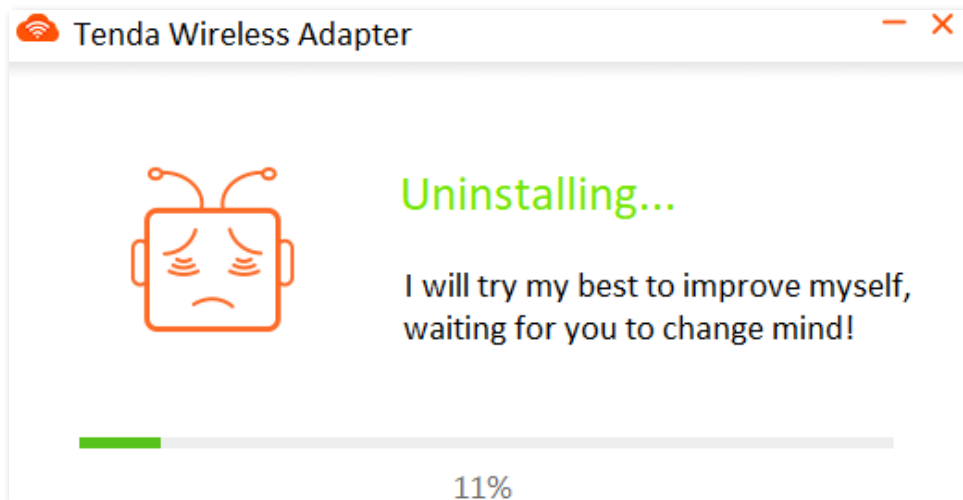 Tenda Wireless Adapter
Uninstalling...
I will try my best to improve myself,
waiting for you to change mind!
11%